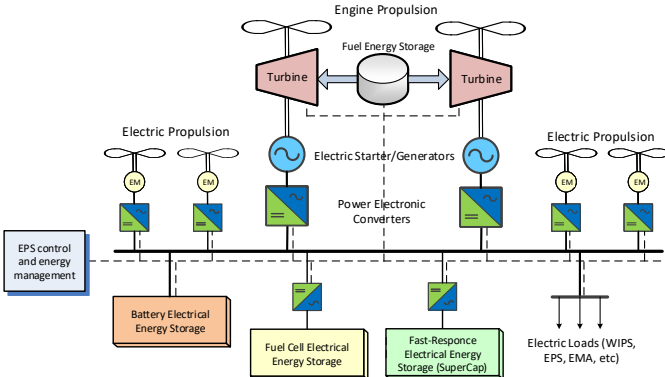 Engine Propulsion
Fuel Energy Storage
Turbine
Turbine
Electric Propulsion
Electric Propulsion
Electric Starter/Generators
EM
EM
EM
EM
Power Electronic
Converters
EPS control
and energy
management
Battery Electrical
Energy Storage
Fuel Cell Electrical
Energy Storage
Fast-Responce
Electrical Energy
Storage (SuperCap)
Electric Loads (WIPS,
EPS, EMA, etc)